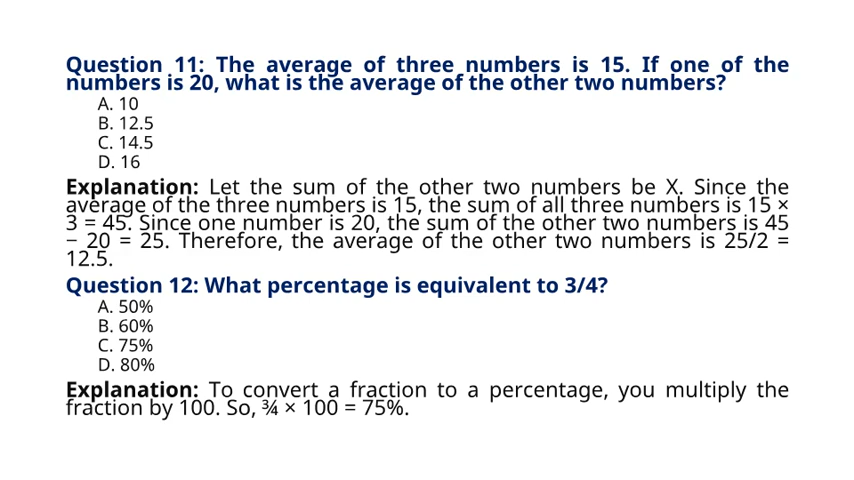 Question 11: The average of three numbers is 15. If one of the
numbers is 20, what is the average of the other two numbers?
A. 10
B. 12.5
C. 14.5
D. 16
Explanation: Let the sum of the other two numbers be X. Since the
average of the three numbers is 15, the sum of all three numbers is 15 ×
3 = 45. Since one number is 20, the sum of the other two numbers is 45
− 20 = 25. Therefore, the average of the other two numbers is 25/2 =
12.5.
Question 12: What percentage is equivalent to 3/4?
A. 50%
B. 60%
C. 75%
D. 80%
Explanation: To convert a fraction to a percentage, you multiply the
fraction by 100. So, ¾ × 100 = 75%.